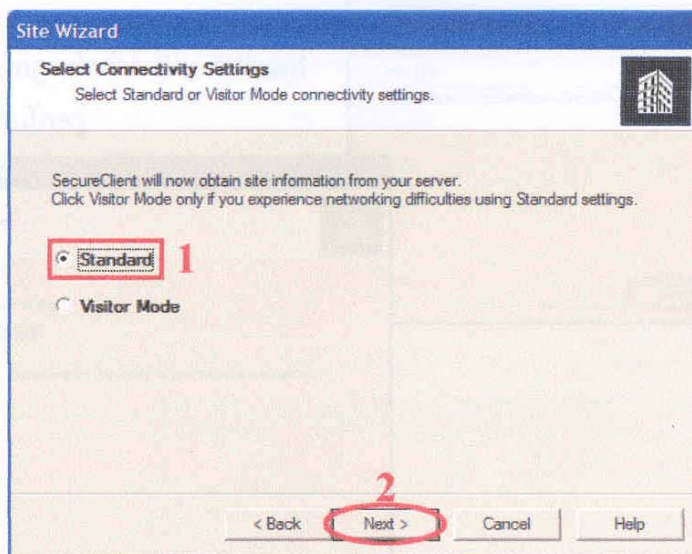 Site Wizard
Select Connectivity Settings
Select Standard or Visitor Mode connectivity settings.
SecureClient will now obtain site information from your server.
Click Visitor Mode only if you experience networking difficulties using Standard settings.
Standard 1
Visitor Mode
2
< Back Next > Cancel Help